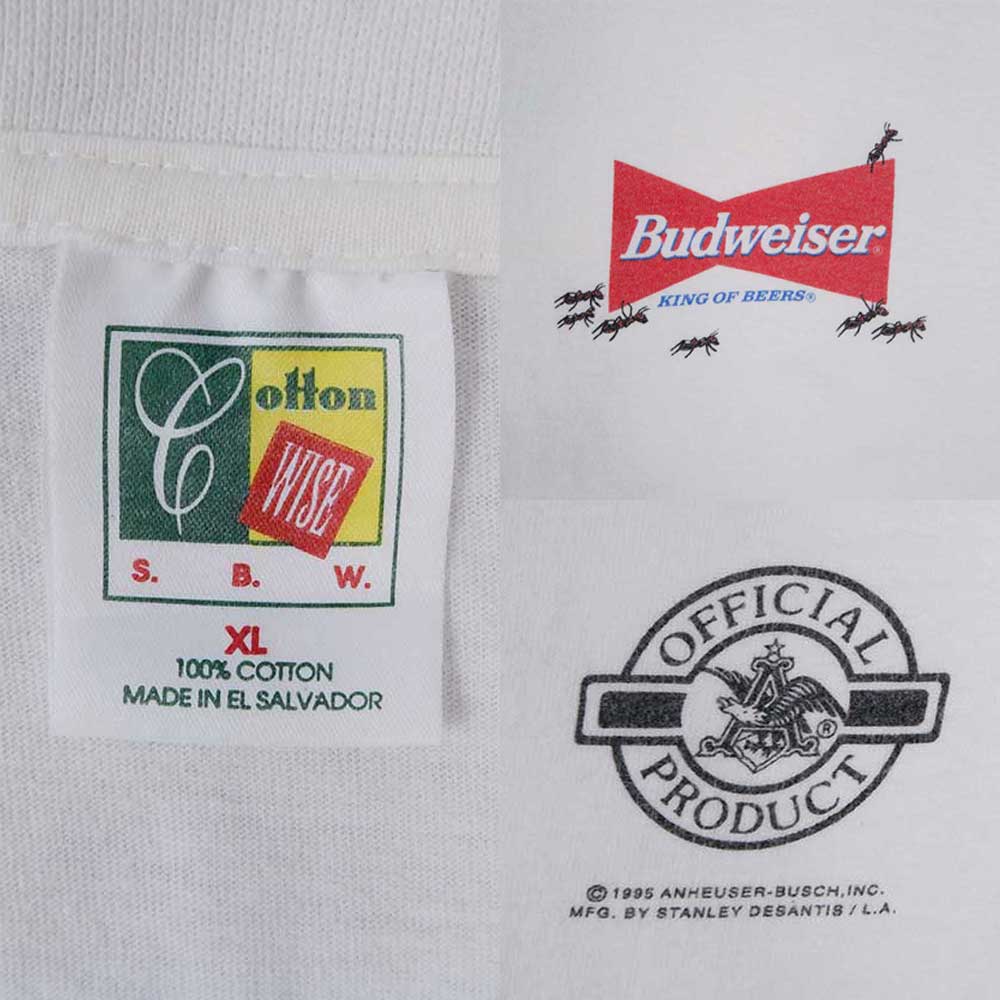 Cotton
WISE
S. B. W.
XL
100% COTTON
MADE IN EL SALVADOR
Budweiser®
KING OF BEERS®
OFFICIAL
A ®
PRODUCT
© 1995 ANHEUSER-BUSCH, INC.
MFG. BY STANLEY DESANTIS / L.A.